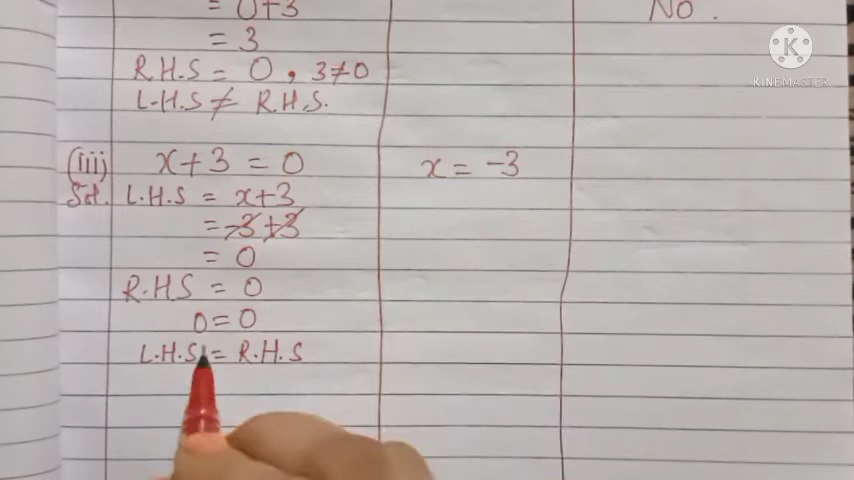 = 0+3
No.
= 3
R.H.S = 0, 3≠0
L.H.S ≠ R.H.S.
(iii) x+3 = 0 x = -3
Sol. L.H.S = x+3
= -3+3
= 0
R.H.S = 0
0 = 0
L.H.S = R.H.S
K
KINEMASTER